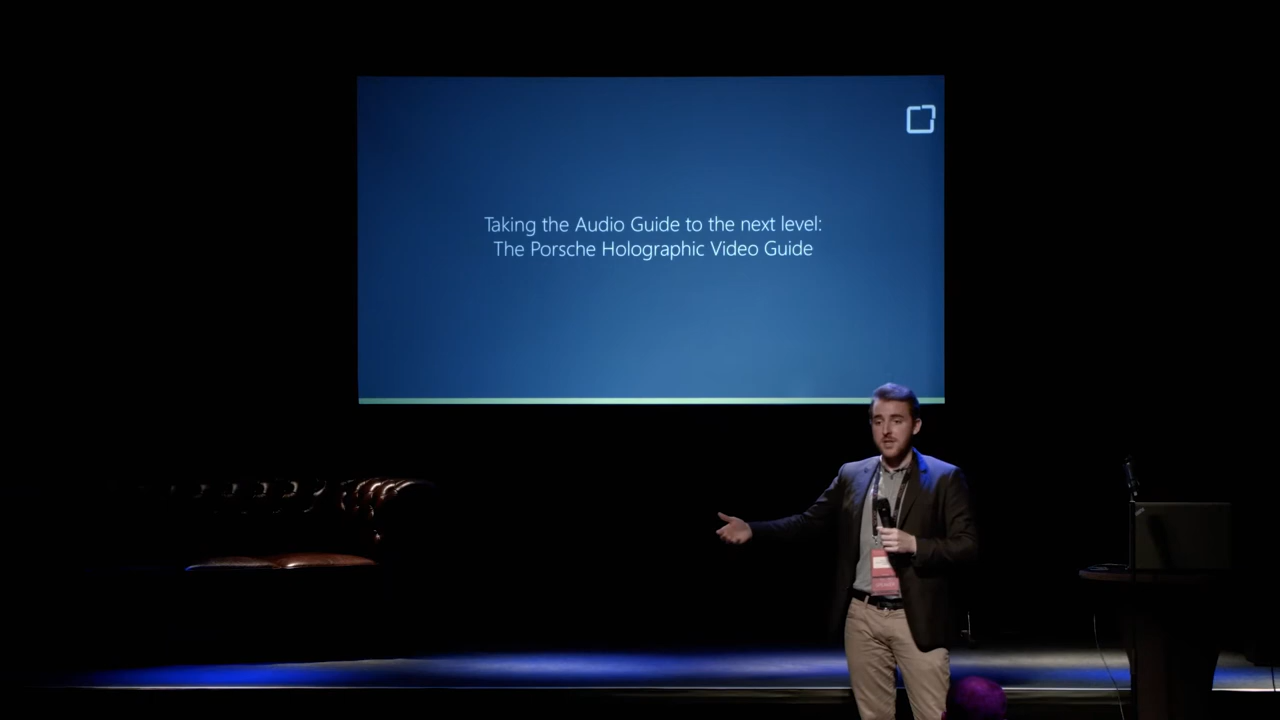 Taking the Audio Guide to the next level:
The Porsche Holographic Video Guide